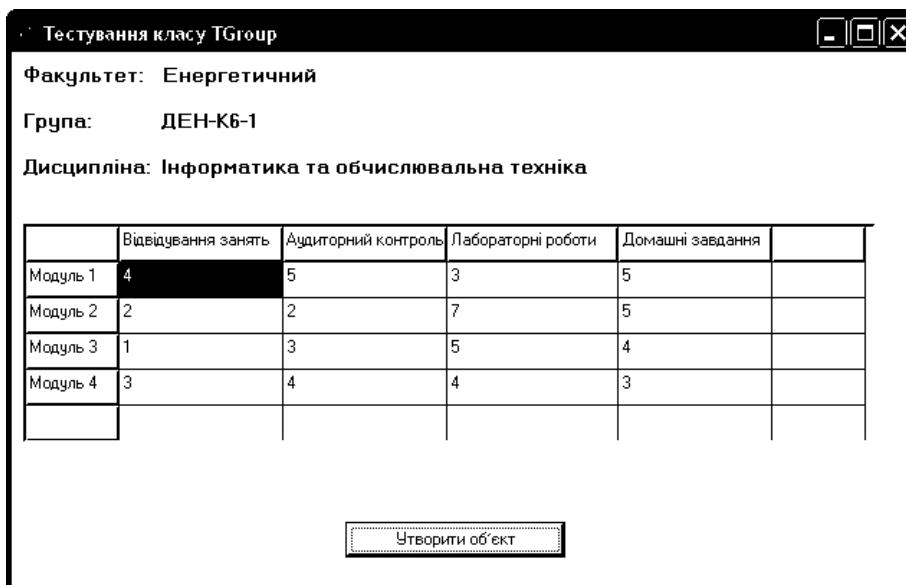 Тестування класу TGroup
Факультет: Енергетичний
Група: ДЕН-К6-1
Дисципліна: Інформатика та обчислювальна техніка
Відвідування занять Аудиторний контроль Лабораторні роботи Домашні завдання
Модуль 1 4 5 3 5
Модуль 2 2 2 7 5
Модуль 3 1 3 5 4
Модуль 4 3 4 4 3
Утворити об'єкт